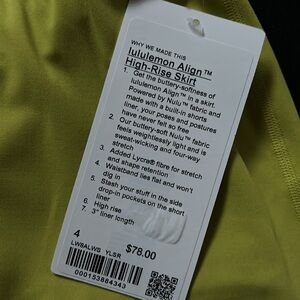 WHY WE MADE THIS
lululemon Align™
High-Rise Skirt
1. Get the buttery-softness of
lululemon Align™ in a skirt.
Powered by Nulu™ fabric and
made with a built-in shorts
liner, your poses and postures
have never felt so free
2. Our buttery-soft Nulu™ fabric
feels weightlessly light and is
sweat-wicking and four-way
stretch
3. Added Lycra® fibre for stretch
and shape retention
4. Waistband lies flat and won't
dig in
5. Stash your stuff in the side
drop-in pockets on the short
liner
6. High rise
7. 3" liner length
4
$78.00
LW8ALWS YLSR
000153884343